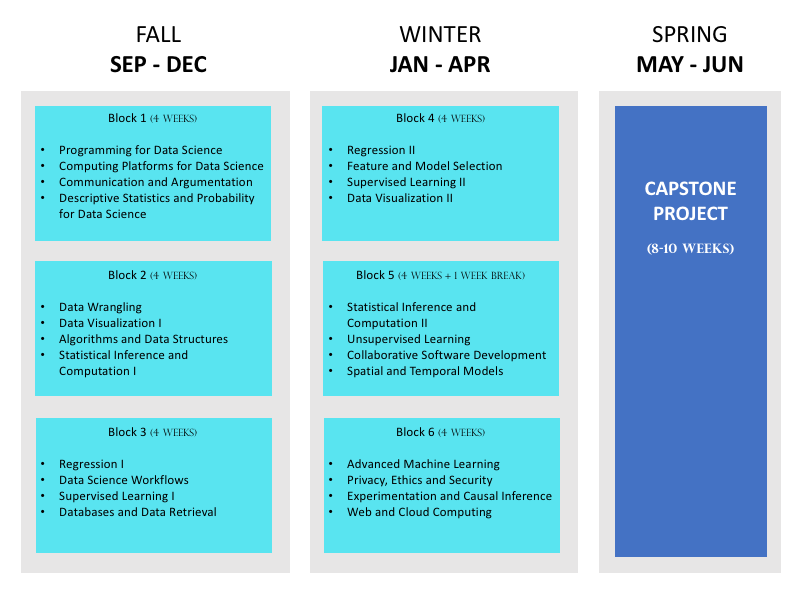 FALL
SEP - DEC
Block 1 (4 WEEKS)
• Programming for Data Science
• Computing Platforms for Data Science
• Communication and Argumentation
• Descriptive Statistics and Probability
for Data Science
Block 2 (4 WEEKS)
• Data Wrangling
• Data Visualization I
• Algorithms and Data Structures
• Statistical Inference and
Computation I
Block 3 (4 WEEKS)
• Regression I
• Data Science Workflows
• Supervised Learning I
• Databases and Data Retrieval
WINTER
JAN - APR
Block 4 (4 WEEKS)
• Regression II
• Feature and Model Selection
• Supervised Learning II
• Data Visualization II
Block 5 (4 WEEKS + 1 WEEK BREAK)
• Statistical Inference and
Computation II
• Unsupervised Learning
• Collaborative Software Development
• Spatial and Temporal Models
Block 6 (4 WEEKS)
• Advanced Machine Learning
• Privacy, Ethics and Security
• Experimentation and Causal Inference
• Web and Cloud Computing
SPRING
MAY - JUN
CAPSTONE
PROJECT
(8-10 WEEKS)